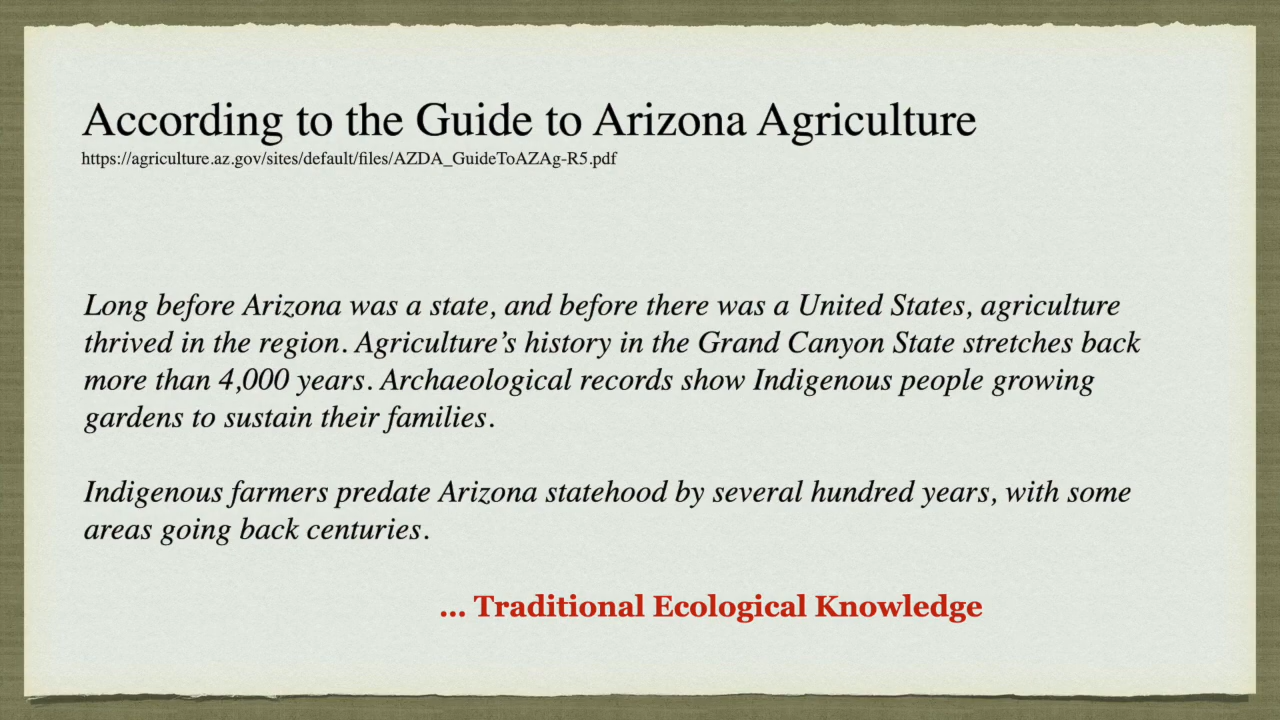 According to the Guide to Arizona Agriculture
https://agriculture.az.gov/sites/default/files/AZDA_GuideToAZAg-R5.pdf
Long before Arizona was a state, and before there was a United States, agriculture
thrived in the region. Agriculture’s history in the Grand Canyon State stretches back
more than 4,000 years. Archaeological records show Indigenous people growing
gardens to sustain their families.
Indigenous farmers predate Arizona statehood by several hundred years, with some
areas going back centuries.
... Traditional Ecological Knowledge